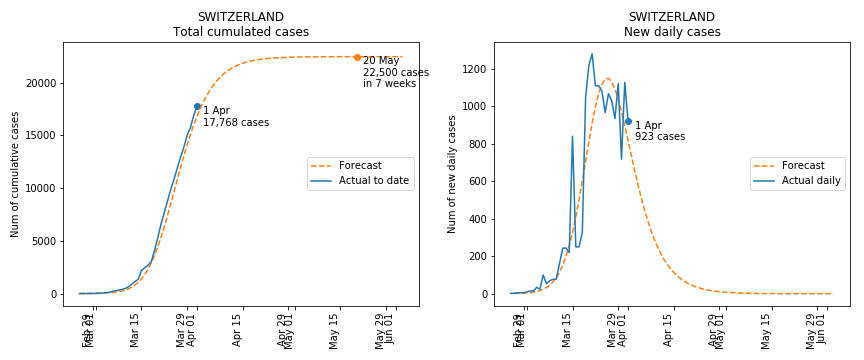 SWITZERLAND
Total cumulated cases
Num of cumulative cases
20000
15000
10000
5000
0
20 May
22,500 cases
in 7 weeks
1 Apr
17,768 cases
Forecast
Actual to date
Feb 29
Mar 01
Mar 15
Mar 29
Apr 01
Apr 15
Apr 29
May 01
May 15
May 29
Jun 01
SWITZERLAND
New daily cases
Num of new daily cases
1200
1000
800
600
400
200
0
1 Apr
923 cases
Forecast
Actual daily
Feb 29
Mar 01
Mar 15
Mar 29
Apr 01
Apr 15
Apr 29
May 01
May 15
May 29
Jun 01